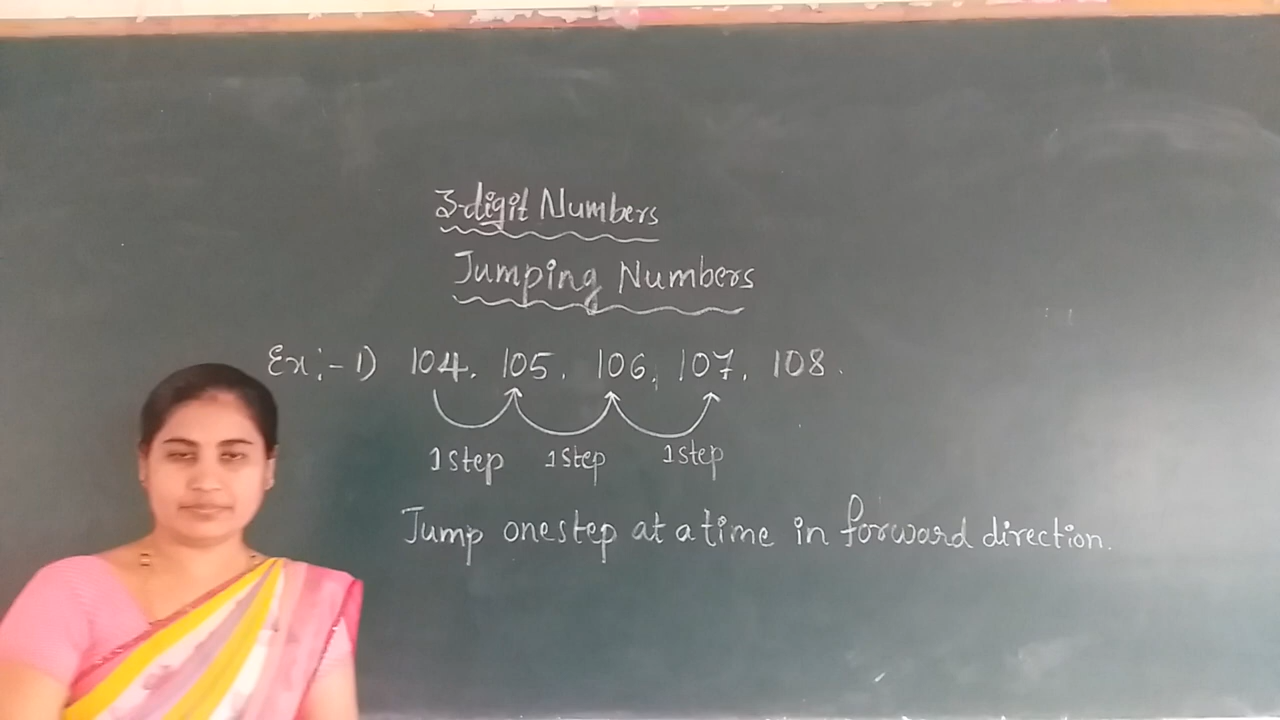 3-digit Numbers
Jumping Numbers
Ex:-1) 104, 105, 106, 107, 108.
1step 1step 1step
Jump onestep at a time in forward direction.